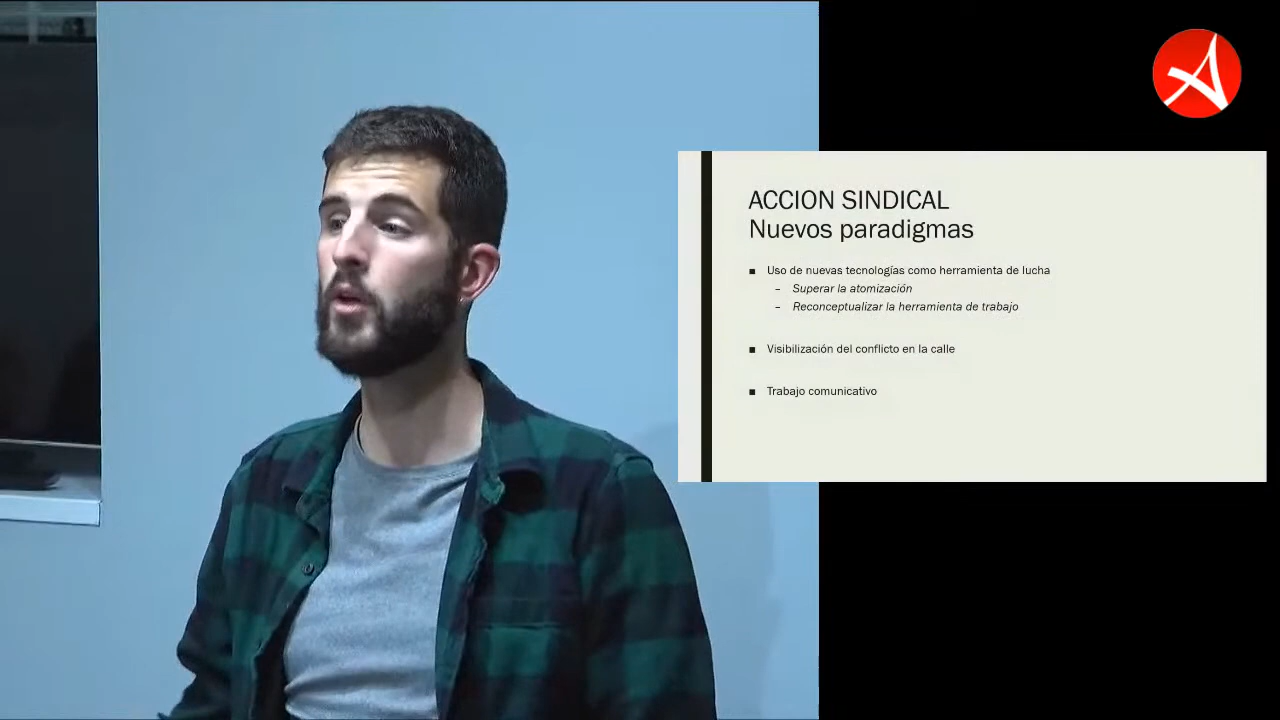 ACCION SINDICAL
Nuevos paradigmas
■ Uso de nuevas tecnologías como herramienta de lucha
– Superar la atomización
– Reconceptualizar la herramienta de trabajo
■ Visibilización del conflicto en la calle
■ Trabajo comunicativo